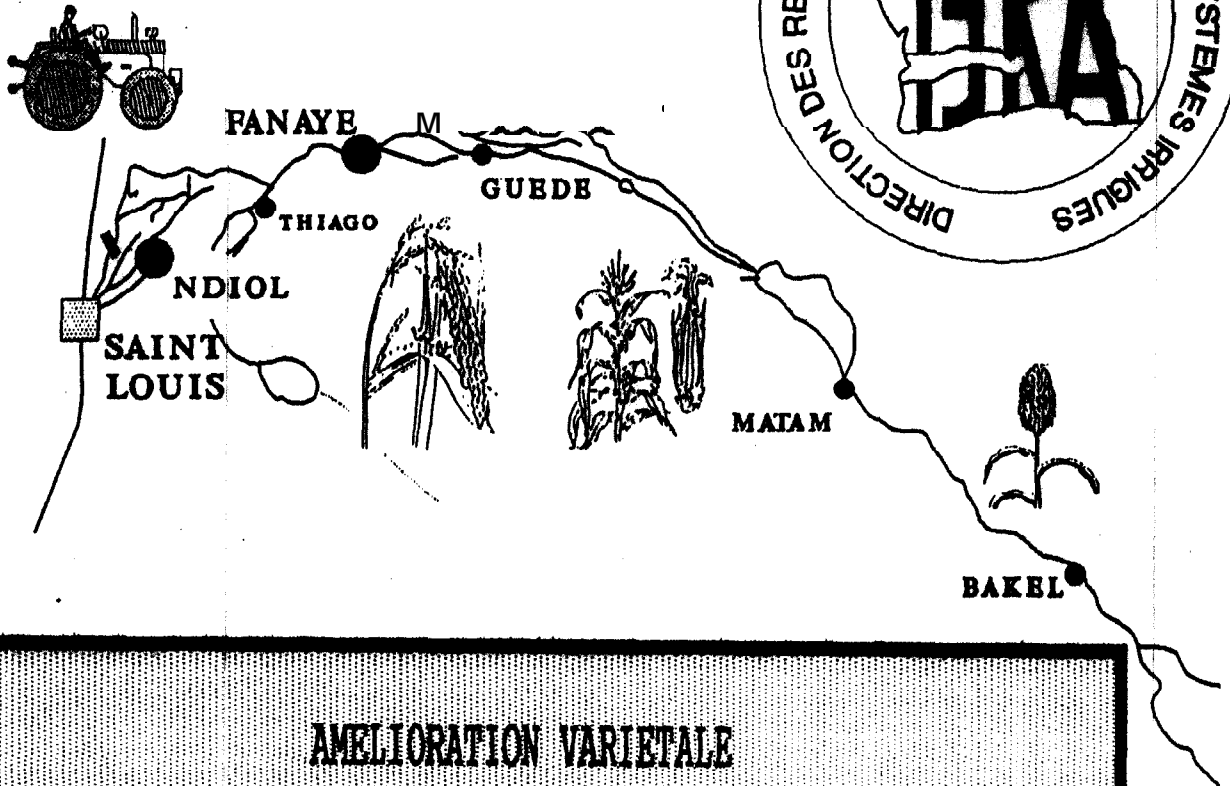 DIRECTION DES RE
STEMES IRRIGUES
FANAYE
M
GUEDE
THIAGO
NDIOL
SAINT
LOUIS
MATAM
BAKEL
AMELIORATION VARIETALE